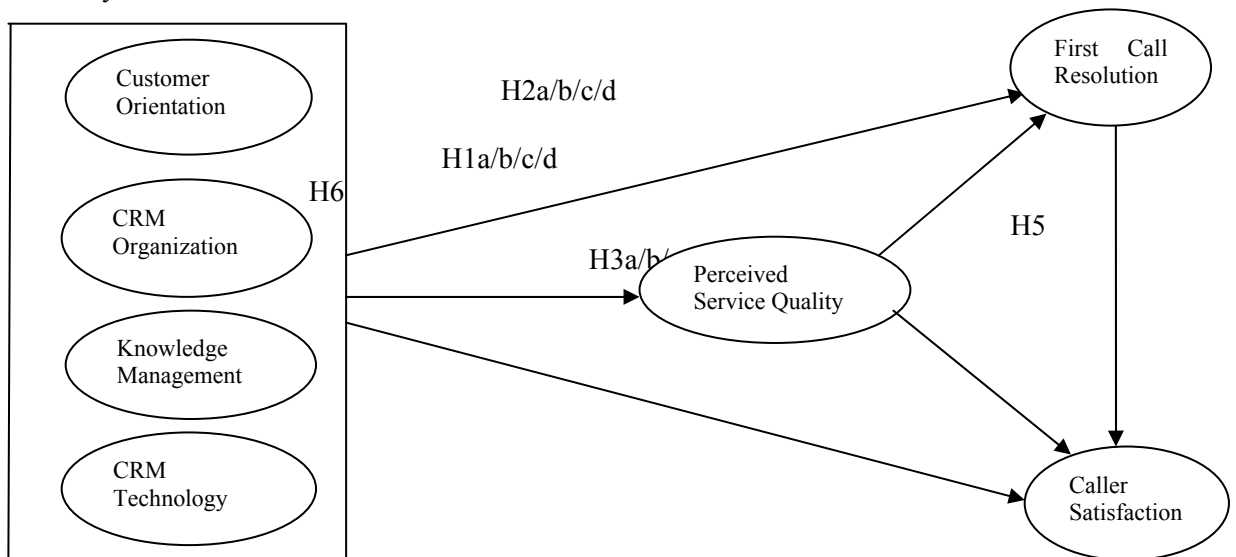 H2a/b/c/d
First Call
Resolution
Customer
Orientation
H1a/b/c/d
H6
CRM
Organization
H5
H3a/b/
Perceived
Service Quality
Knowledge
Management
CRM
Technology
Caller
Satisfaction